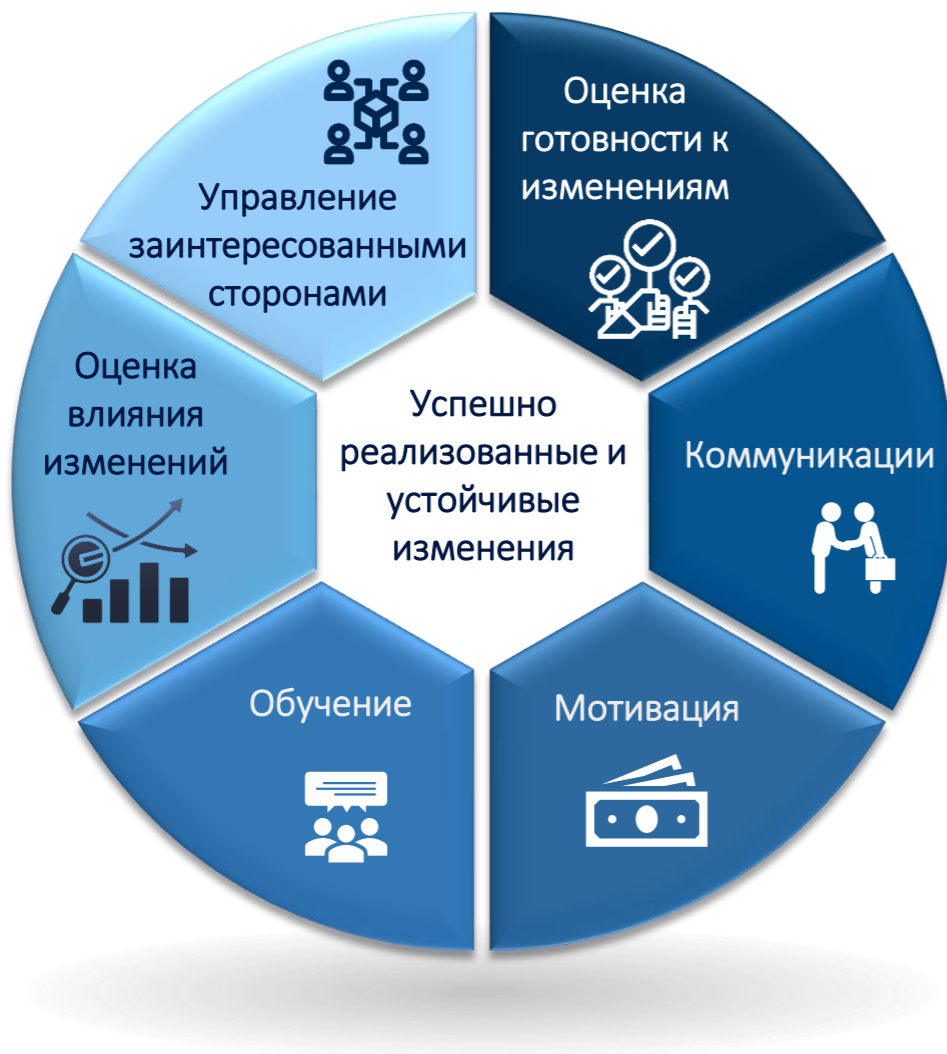 Оценка
готовности к
изменениям
Коммуникации
Мотивация
Обучение
Оценка
влияния
изменений
Управление
заинтересованными
сторонами
Успешно
реализованные и
устойчивые
изменения